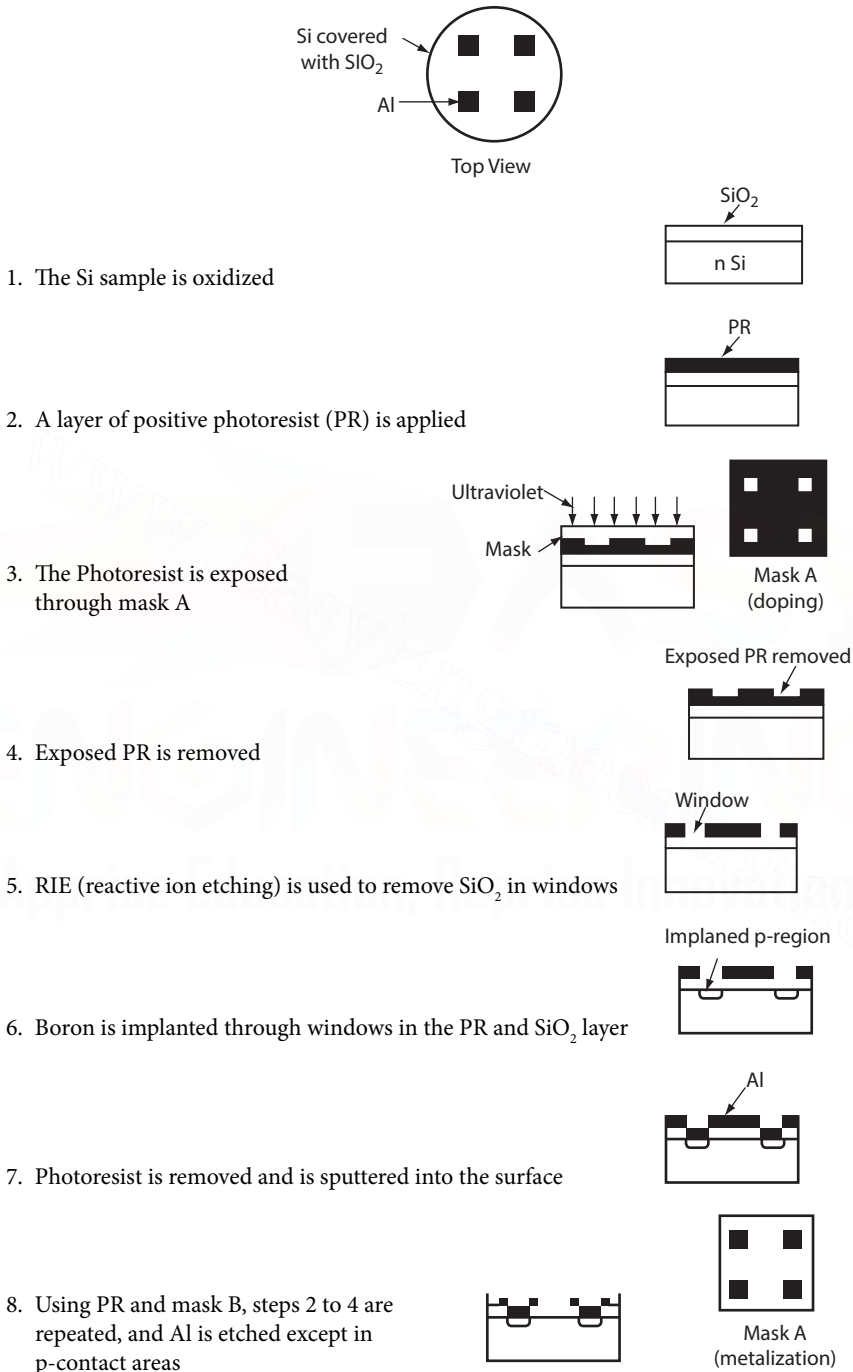 Si covered
with SIO2
Al
Top View
SiO2
n Si
1. The Si sample is oxidized
PR
2. A layer of positive photoresist (PR) is applied
Ultraviolet
Mask
3. The Photoresist is exposed
through mask A
Mask A
(doping)
Exposed PR removed
4. Exposed PR is removed
Window
5. RIE (reactive ion etching) is used to remove SiO2 in windows
Implaned p-region
6. Boron is implanted through windows in the PR and SiO2 layer
Al
7. Photoresist is removed and is sputtered into the surface
8. Using PR and mask B, steps 2 to 4 are
repeated, and Al is etched except in
p-contact areas
Mask A
(metalization)